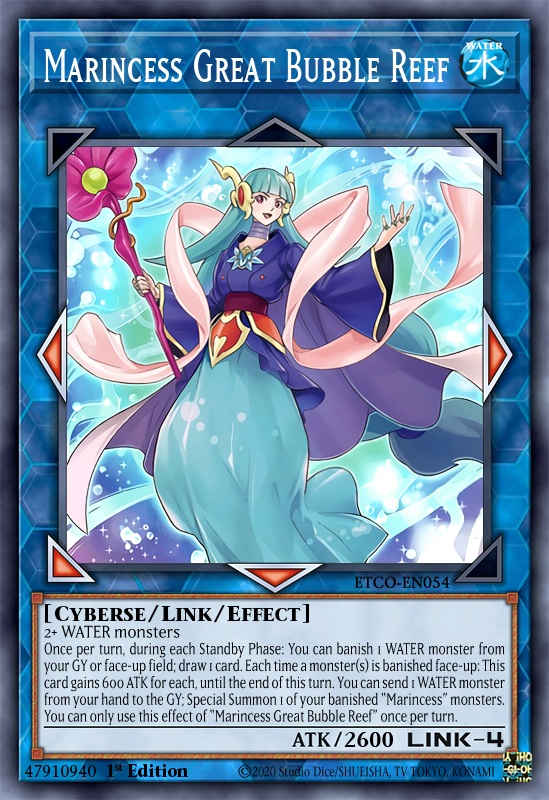 Marincess Great Bubble Reef
WATER
水
ETCO-EN054
[Cyberse/Link/Effect]
2+ WATER monsters
Once per turn, during each Standby Phase: You can banish 1 WATER monster from
your GY or face-up field; draw 1 card. Each time a monster(s) is banished face-up: This
card gains 600 ATK for each, until the end of this turn. You can send 1 WATER monster
from your hand to the GY; Special Summon 1 of your banished "Marincess" monsters.
You can only use this effect of "Marincess Great Bubble Reef" once per turn.
ATK/2600 LINK-4
47910940 1st Edition ©2020 Studio Dice/SHUEISHA, TV TOKYO, KONAMI